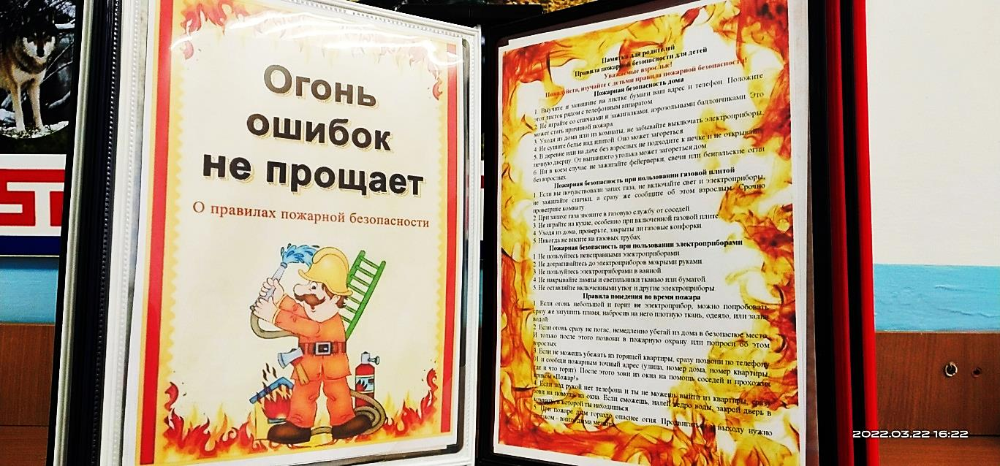 Огонь
ошибок
не прощает
О правилах пожарной безопасности
Памятка для родителей
Правила пожарной безопасности для детей
Уважаемые взрослые!
Пожалуйста, изучайте с детьми правила пожарной безопасности!
Пожарная безопасность дома
1. Выучите и запишите на листке бумаги ваш адрес и телефон. Положите
этот листок рядом с телефонным аппаратом
2. Не играйте со спичками и зажигалками, аэрозольными баллончиками. Это
может стать причиной пожара
3. Уходя из дома или из комнаты, не забывайте выключать электроприборы.
4. Не сушите белье над плитой. Оно может загореться
5. В деревне или на даче без взрослых не подходите к печке и не открывайте
печную дверцу. От выпавшего уголька может загореться дом
6. Ни в коем случае не зажигайте фейерверки, свечи или бенгальские огни
без взрослых.
Пожарная безопасность при пользовании газовой плитой
1. Если вы почувствовали запах газа, не включайте свет и электроприборы,
не зажигайте спички, а сразу же сообщите об этом взрослым. Срочно
проверите комнату
2. При запахе газа звоните в газовую службу от соседей
3. Не играйте на кухне, особенно при включенной газовой плите
4. Уходя из дома, проверьте, закрыты ли газовые конфорки
5. Никогда не висите на газовых трубах
Пожарная безопасность при пользовании электроприборами
1. Не пользуйтесь неисправными электроприборами
2. Не дотрагивайтесь до электроприборов мокрыми руками
3. Не пользуйтесь электроприборами в ванной
4. Не накрывайте лампы и светильники тканью или бумагой.
5. Не оставляйте включенными утюг и другие электроприборы
Правила поведения во время пожара
1. Если огонь небольшой и горит не электроприбор, можно попробовать
сразу же затушить пламя, набросив на него плотную ткань, одеяло, или залив
водой
2. Если огонь сразу не погас, немедленно убегай из дома в безопасное место.
И только после этого позвони в пожарную охрану или попроси об этом
взрослых
3. Если не можешь убежать из горящей квартиры, сразу позвони по телефону
01 и сообщи пожарным точный адрес (улица, номер дома, номер квартиры,
где и что горит) После этого зови из окна на помощь соседей и прохожих
криком «Пожар!»
4. Если под рукой нет телефона и ты не можешь выйти из квартиры, сразу
зови на помощь из окна. Если сможешь, налей ведро воды, закрой дверь в
комнату, в которой ты находишься
5. При пожаре дым гораздо опаснее огня. Продвигаться к выходу нужно
ползком – внизу дыма меньше
2022.03.22 16:22